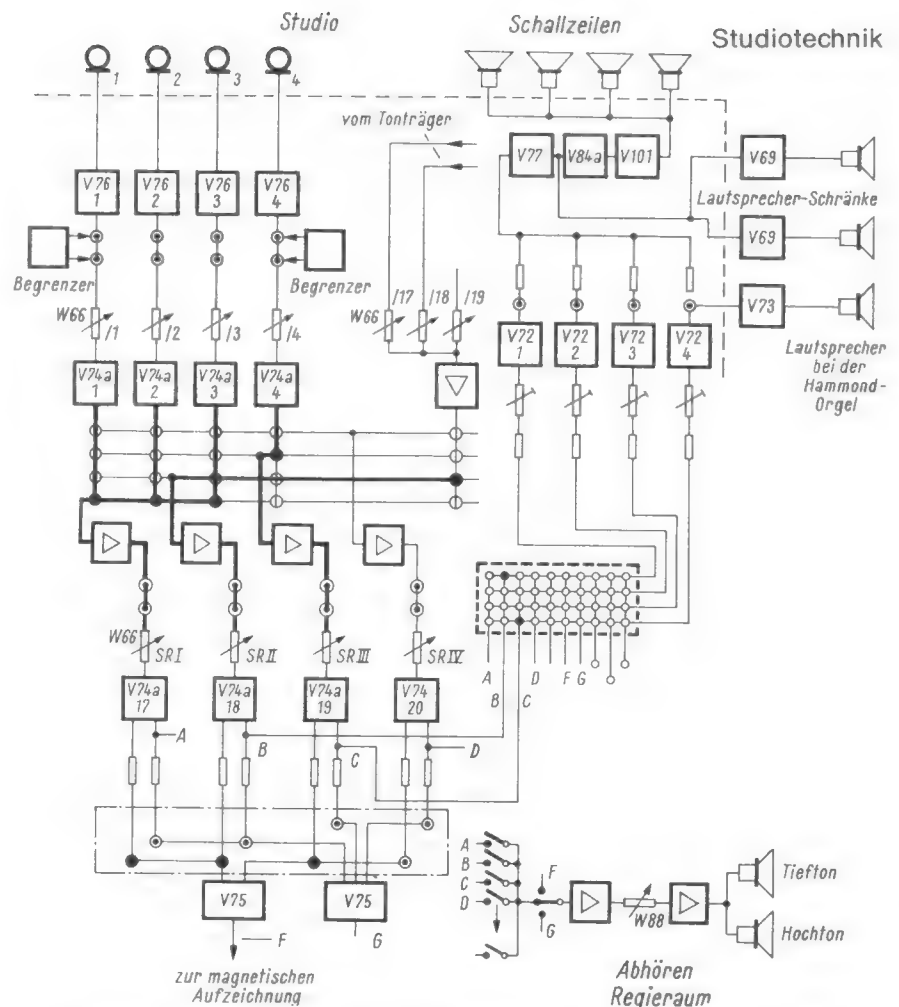 Studio
Schallzeilen
Studiotechnik
1
2
3
4
vom Tonträger
V76
1
V76
2
V76
3
V76
4
V77
V84a
V101
V69
Lautsprecher-Schränke
V69
Begrenzer
Begrenzer
W66
/1
/2
/3
/4
W66
/17
/18
/19
V73
Lautsprecher
bei der
Hammond-
Orgel
V72
1
V72
2
V72
3
V72
4
V74a
1
V74a
2
V74a
3
V74a
4
W66
SR I
SR II
SR III
SR IV
A
B
C
D
F
G
V74a
17
V74a
18
V74a
19
V74
20
A
B
C
D
V75
V75
F
G
zur magnetischen
Aufzeichnung
A
B
C
D
F
G
W88
Tiefton
Hochton
Abhören
Regieraum